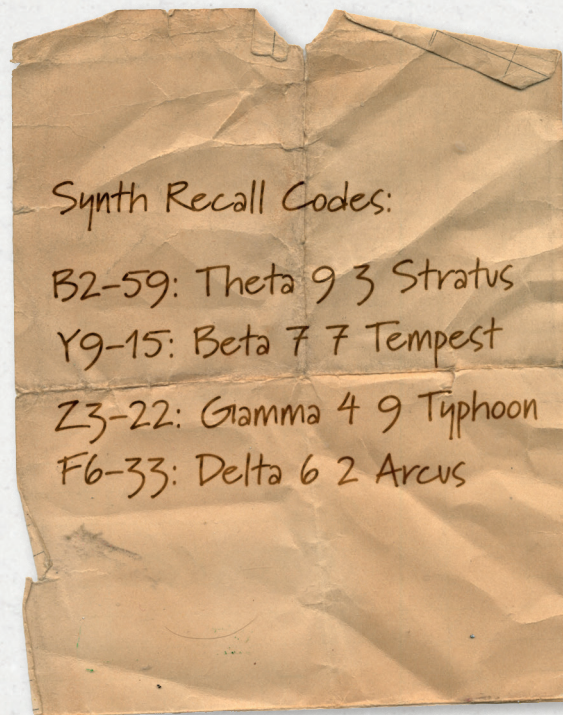 Synth Recall Codes:
B2-59: Theta 9 3 Stratus
Y9-15: Beta 7 7 Tempest
Z3-22: Gamma 4 9 Typhoon
F6-33: Delta 6 2 Arcus